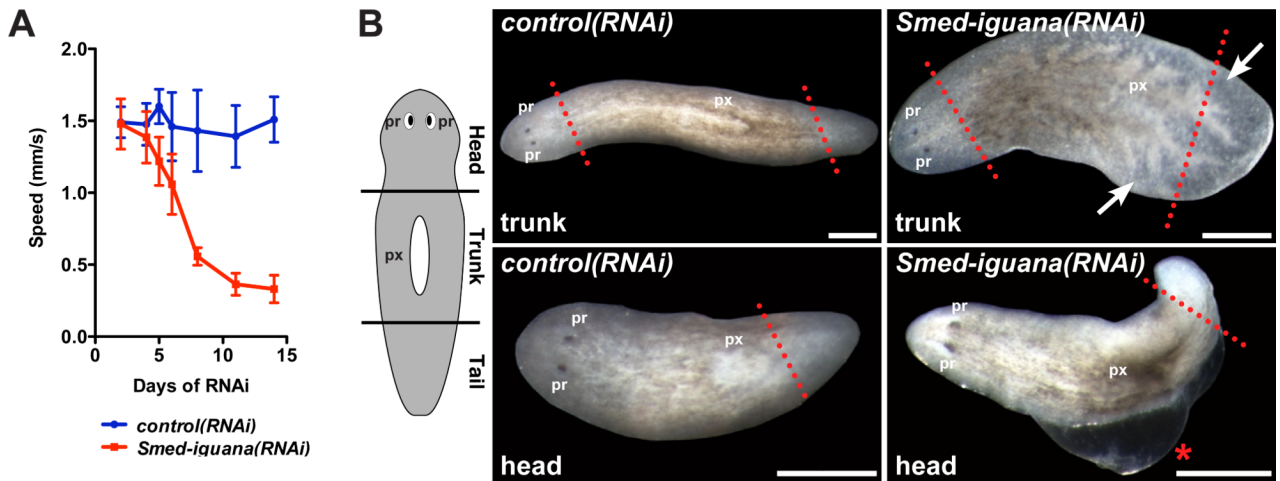 A
2.0
1.5
1.0
0.5
0.0
Speed (mm/s)
0
5
10
15
Days of RNAi
control(RNAi)
Smed-iguana(RNAi)
B
pr
pr
px
Head
Trunk
Tail
control(RNAi)
pr
pr
px
trunk
Smed-iguana(RNAi)
pr
pr
px
trunk
control(RNAi)
pr
pr
px
head
Smed-iguana(RNAi)
pr
pr
px
*
head